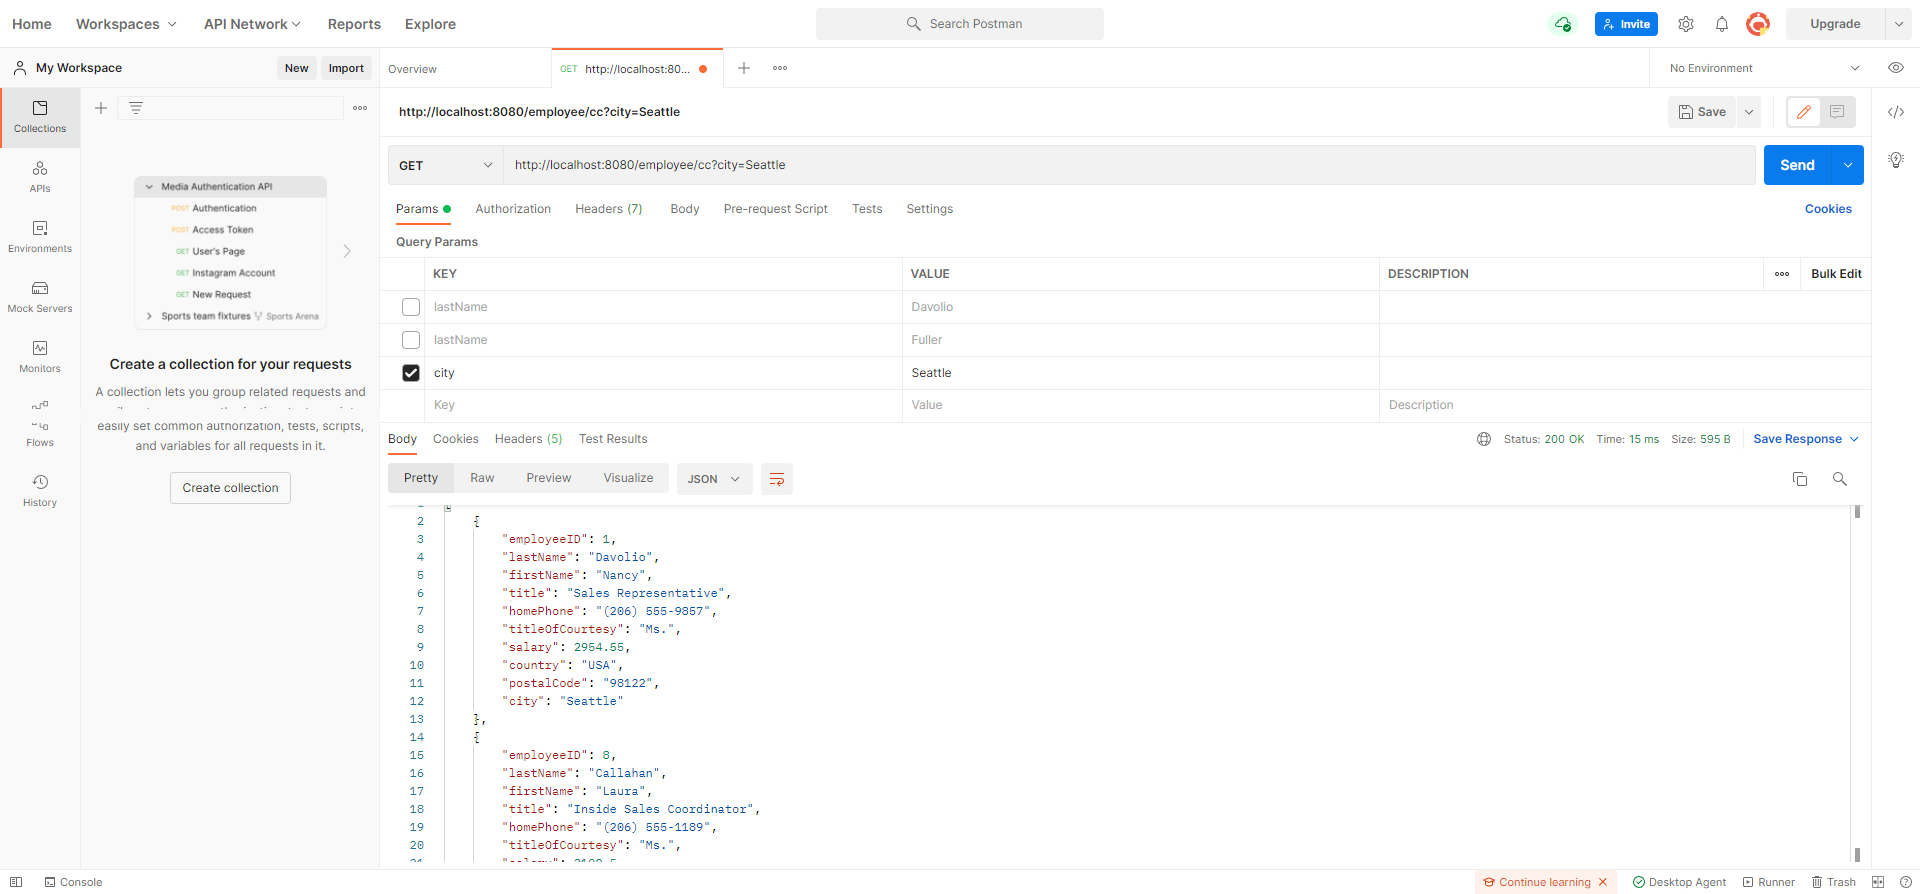 Home Workspaces API Network Reports Explore Search Postman Invite Upgrade
My Workspace New Import Overview GET http://localhost:80... No Environment
http://localhost:8080/employee/cc?city=Seattle Save
Collections
APIs
Environments
Mock Servers
Monitors
Flows
History
Media Authentication API
POST Authentication
POST Access Token
GET User's Page
GET Instagram Account
GET New Request
Sports team fixtures Sports Arena
Create a collection for your requests
A collection lets you group related requests and
easily set common authorization, tests, scripts,
and variables for all requests in it.
Create collection
GET http://localhost:8080/employee/cc?city=Seattle Send
Params Authorization Headers (7) Body Pre-request Script Tests Settings Cookies
Query Params
KEY VALUE DESCRIPTION Bulk Edit
lastName Davolio
lastName Fuller
city Seattle
Key Value Description
Body Cookies Headers (5) Test Results Status: 200 OK Time: 15 ms Size: 595 B Save Response
Pretty Raw Preview Visualize JSON
2 {
3 "employeeID": 1,
4 "lastName": "Davolio",
5 "firstName": "Nancy",
6 "title": "Sales Representative",
7 "homePhone": "(206) 555-9857",
8 "titleOfCourtesy": "Ms.",
9 "salary": 2954.55,
10 "country": "USA",
11 "postalCode": "98122",
12 "city": "Seattle"
13 },
14 {
15 "employeeID": 8,
16 "lastName": "Callahan",
17 "firstName": "Laura",
18 "title": "Inside Sales Coordinator",
19 "homePhone": "(206) 555-1189",
20 "titleOfCourtesy": "Ms.",
Console Continue learning Desktop Agent Runner Trash